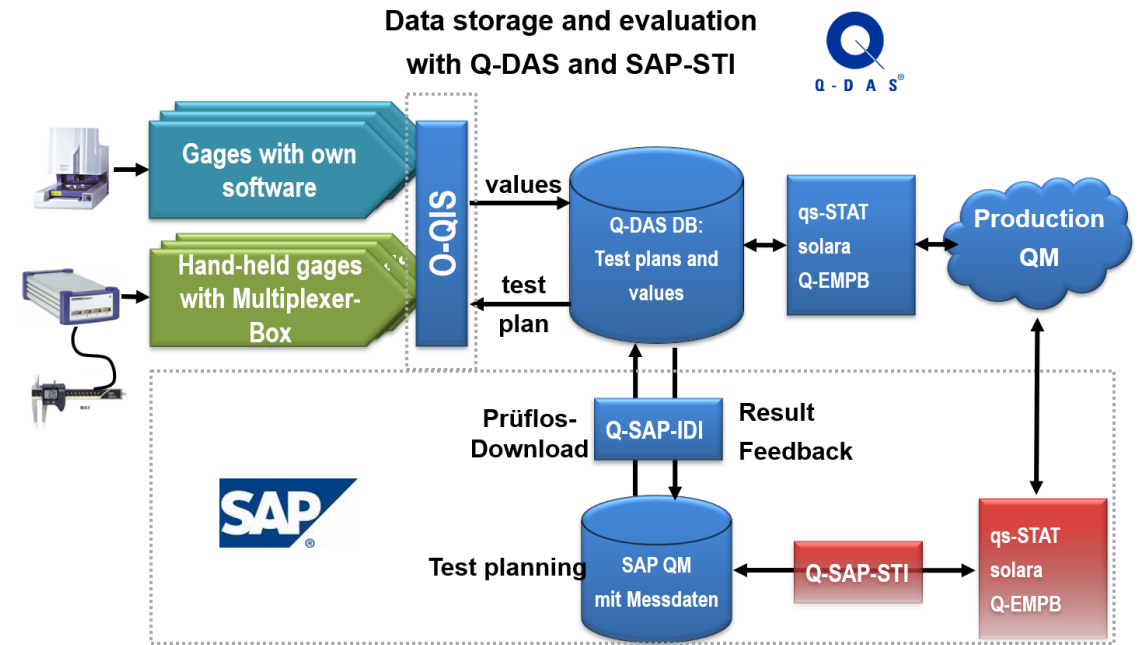 Data storage and evaluation
with Q-DAS and SAP-STI
Q-DAS®
Gages with own
software
Hand-held gages
with Multiplexer-
Box
O-QIS
values
test
plan
Q-DAS DB:
Test plans and
values
qs-STAT
solara
Q-EMPB
Production
QM
Prüflos-
Download
Q-SAP-IDI
Result
Feedback
SAP®
Test planning
SAP QM
mit Messdaten
Q-SAP-STI
qs-STAT
solara
Q-EMPB